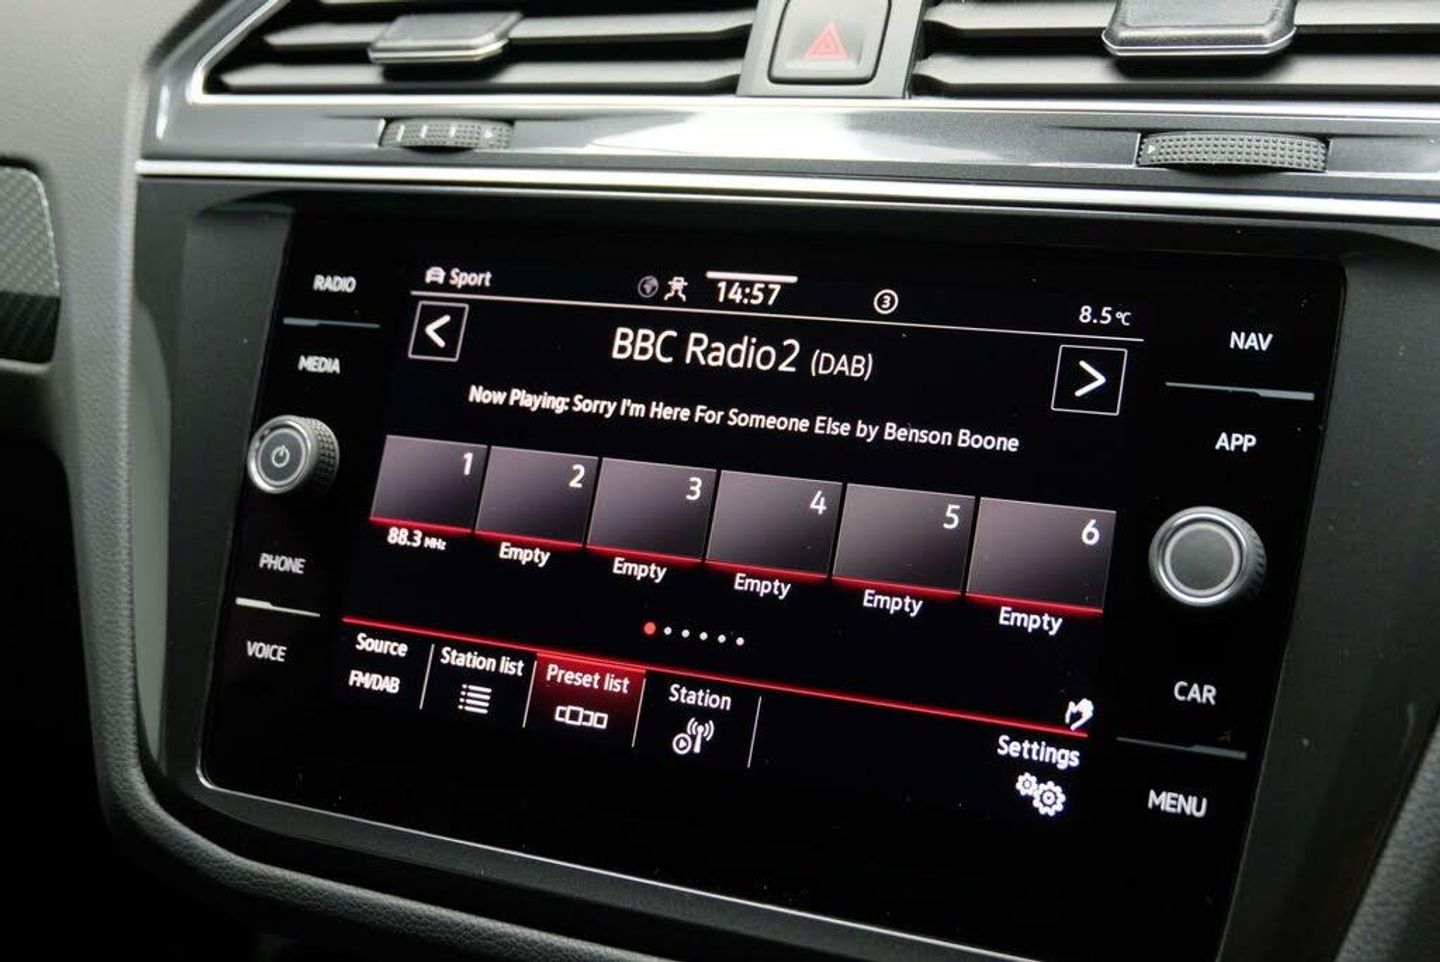 Sport
14:57
3
8.5°C
RADIO
MEDIA
PHONE
VOICE
BBC Radio2 (DAB)
Now Playing: Sorry I'm Here For Someone Else by Benson Boone
1 2 3 4 5 6
88.3 MHz Empty Empty Empty Empty Empty
Source Station list Preset list Station
FM/DAB
Settings
NAV
APP
CAR
MENU